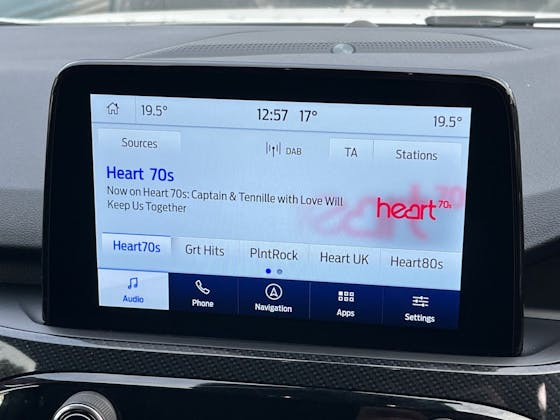 19.5°
12:57 17°
19.5°
Sources
DAB
TA
Stations
Heart 70s
Now on Heart 70s: Captain & Tennille with Love Will
Keep Us Together
heart 70s
Heart70s
Grt Hits
PlntRock
Heart UK
Heart80s
Audio
Phone
Navigation
Apps
Settings